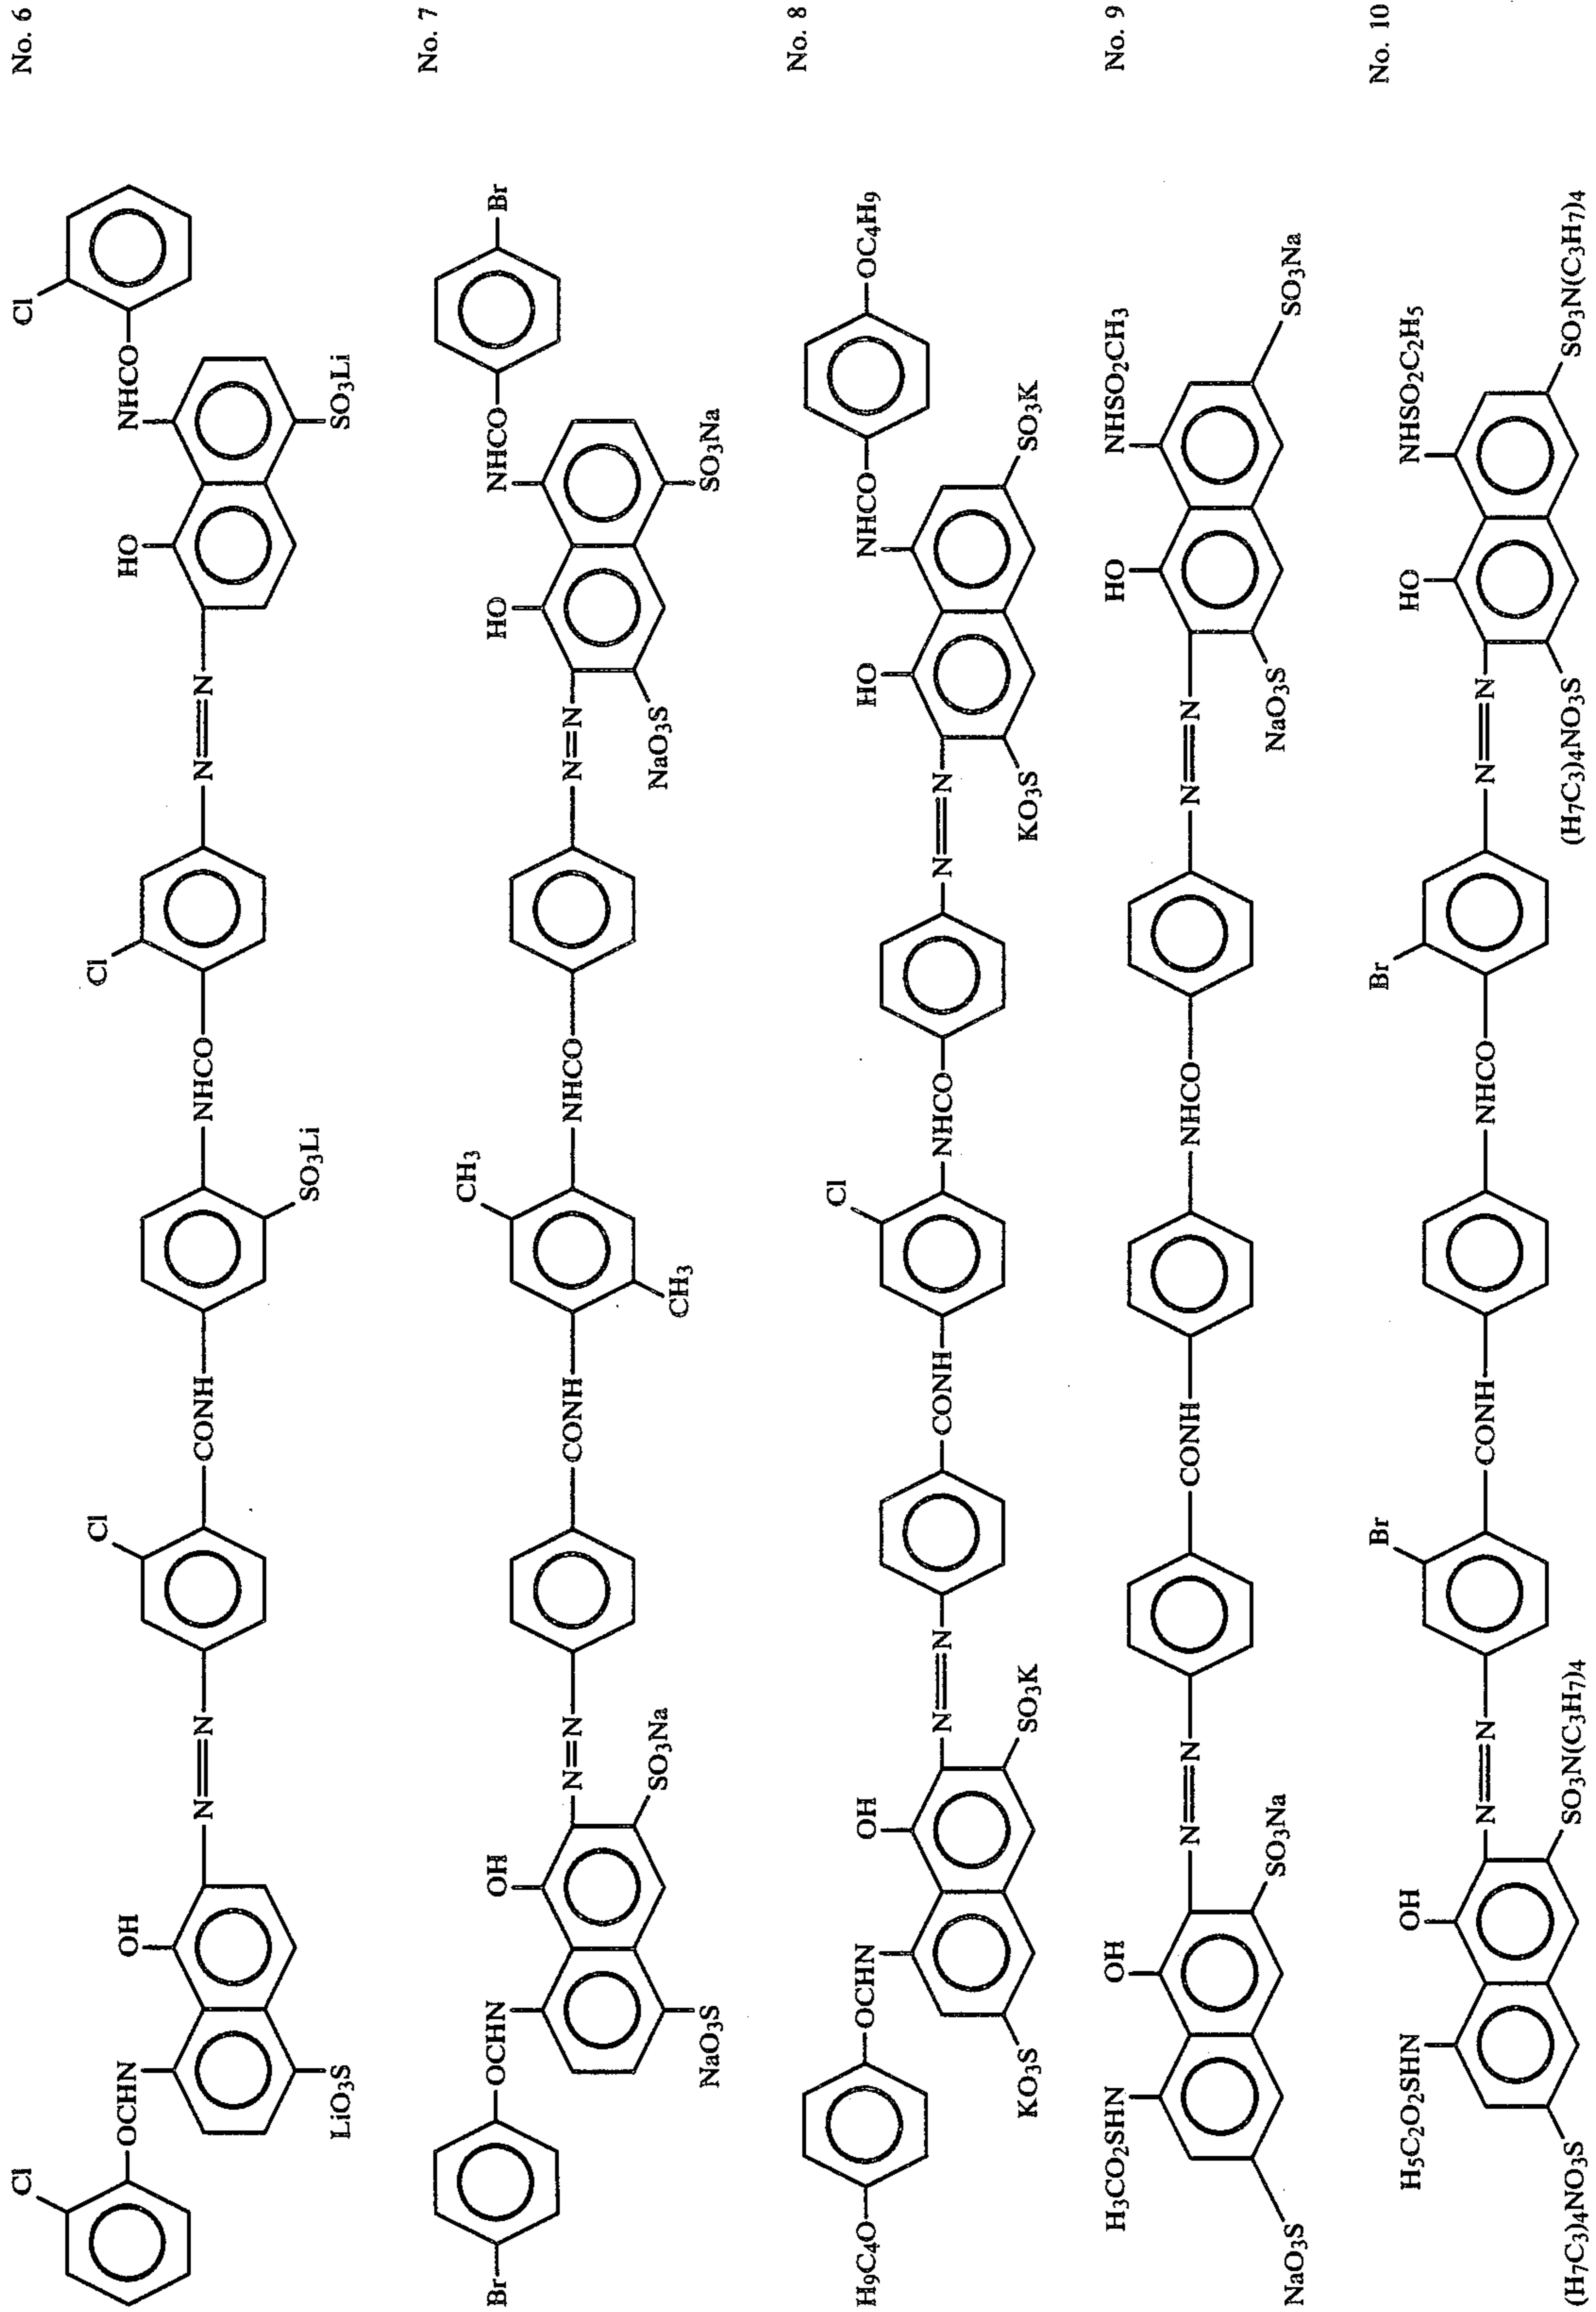 No. 6
Cl
Cl
Cl
Cl
OCHN
OH
N=N
CONH
NHCO
N=N
HO
NHCO
LiO3S
SO3Li
SO3Li
No. 7
Br
OCHN
OH
N=N
CONH
CH3
NHCO
N=N
HO
NHCO
Br
NaO3S
SO3Na
CH3
NaO3S
SO3Na
No. 8
H9C4O
OCHN
OH
N=N
CONH
Cl
NHCO
N=N
HO
NHCO
OC4H9
KO3S
SO3K
KO3S
SO3K
No. 9
H3CO2SHN
OH
HO
NHSO2CH3
N=N
CONH
NHCO
N=N
NaO3S
SO3Na
NaO3S
SO3Na
No. 10
H5C2O2SHN
OH
Br
Br
HO
NHSO2C2H5
N=N
CONH
NHCO
N=N
(H7C3)4NO3S
SO3N(C3H7)4
(H7C3)4NO3S
SO3N(C3H7)4